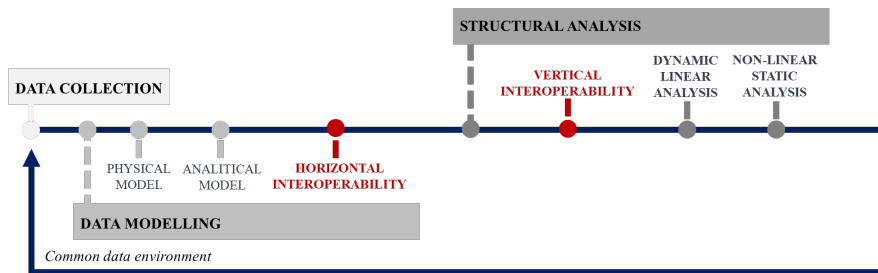 STRUCTURAL ANALYSIS
DATA COLLECTION
VERTICAL
INTEROPERABILITY
DYNAMIC
LINEAR
ANALYSIS
NON-LINEAR
STATIC
ANALYSIS
PHYSICAL
MODEL
ANALITICAL
MODEL
HORIZONTAL
INTEROPERABILITY
DATA MODELLING
Common data environment